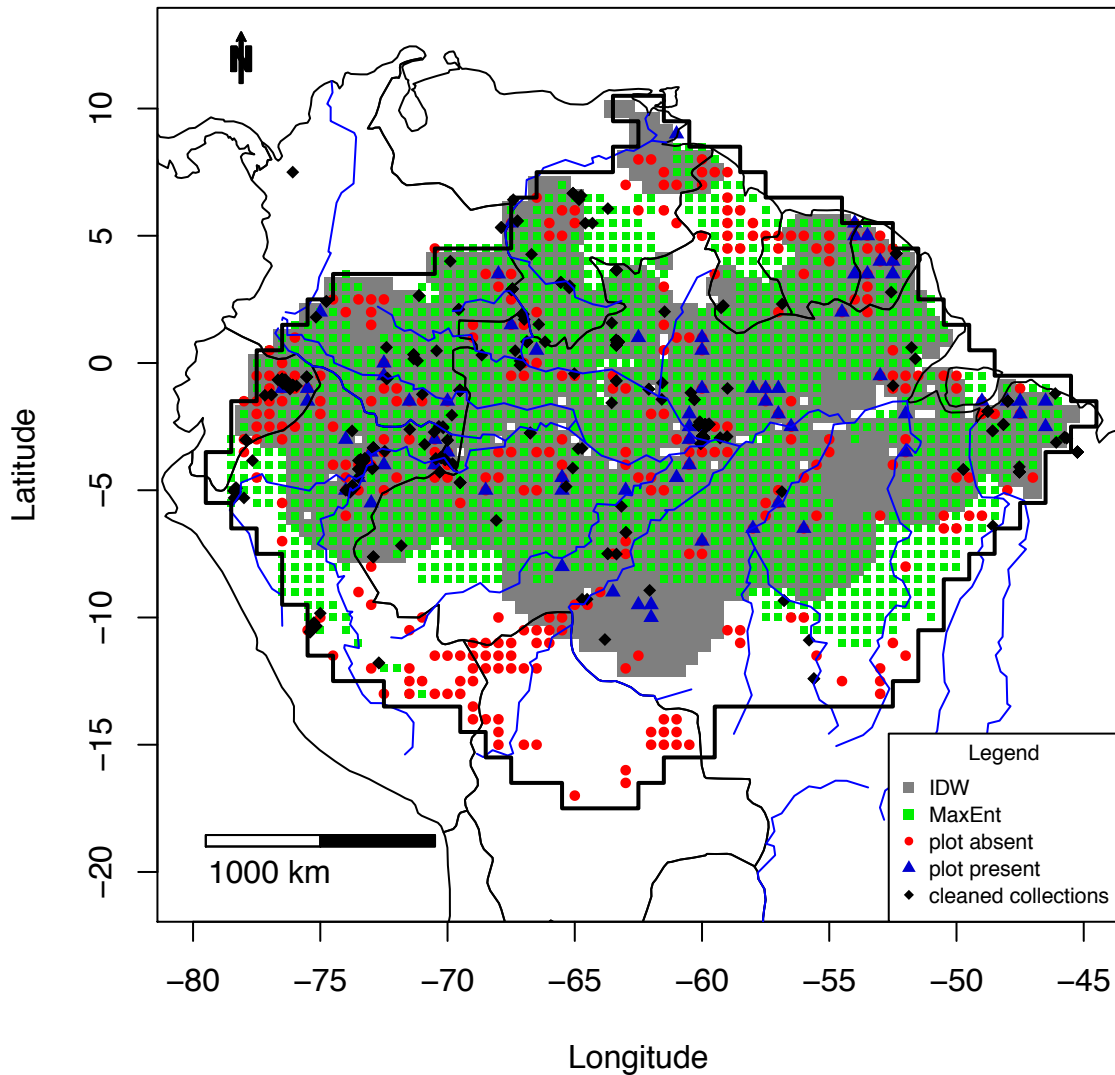 N
10
5
0
−5
−10
−15
−20
Latitude
1000 km
Legend
IDW
MaxEnt
plot absent
plot present
cleaned collections
−80 −75 −70 −65 −60 −55 −50 −45
Longitude